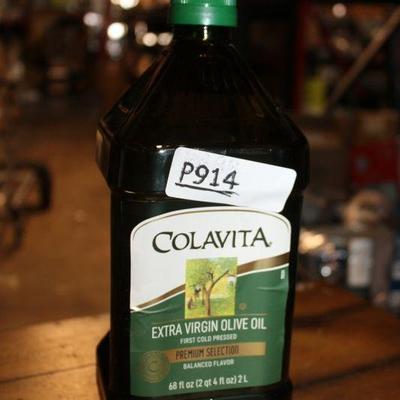 P914
COLAVITA
EXTRA VIRGIN OLIVE OIL
FIRST COLD PRESSED
PREMIUM SELECTION
BALANCED FLAVOR
68 fl oz (2 qt 4 fl oz) 2 L